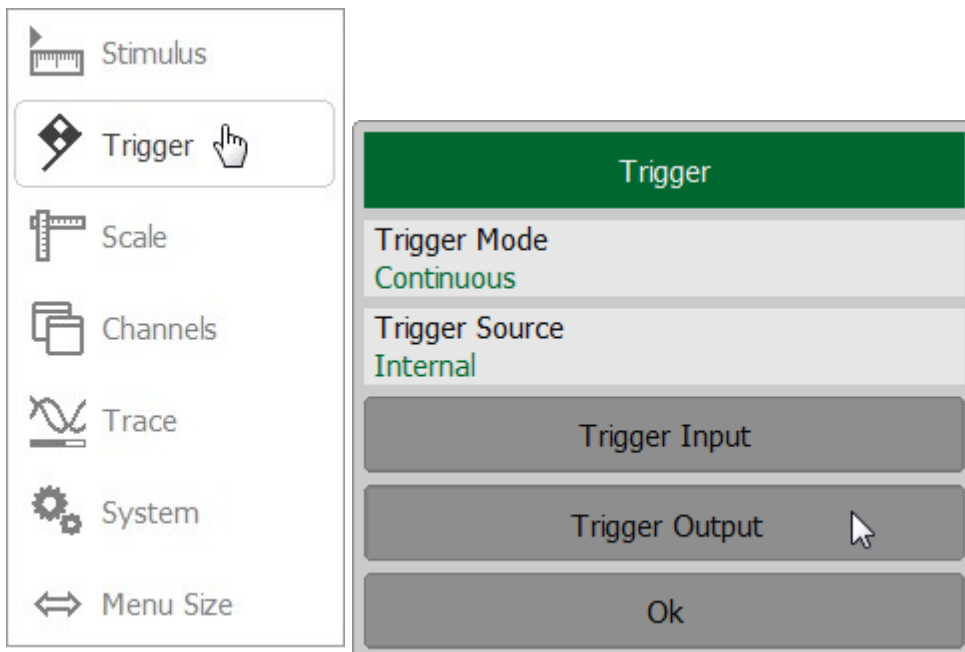 Stimulus
Trigger
Scale
Channels
Trace
System
Menu Size
Trigger
Trigger Mode
Continuous
Trigger Source
Internal
Trigger Input
Trigger Output
Ok